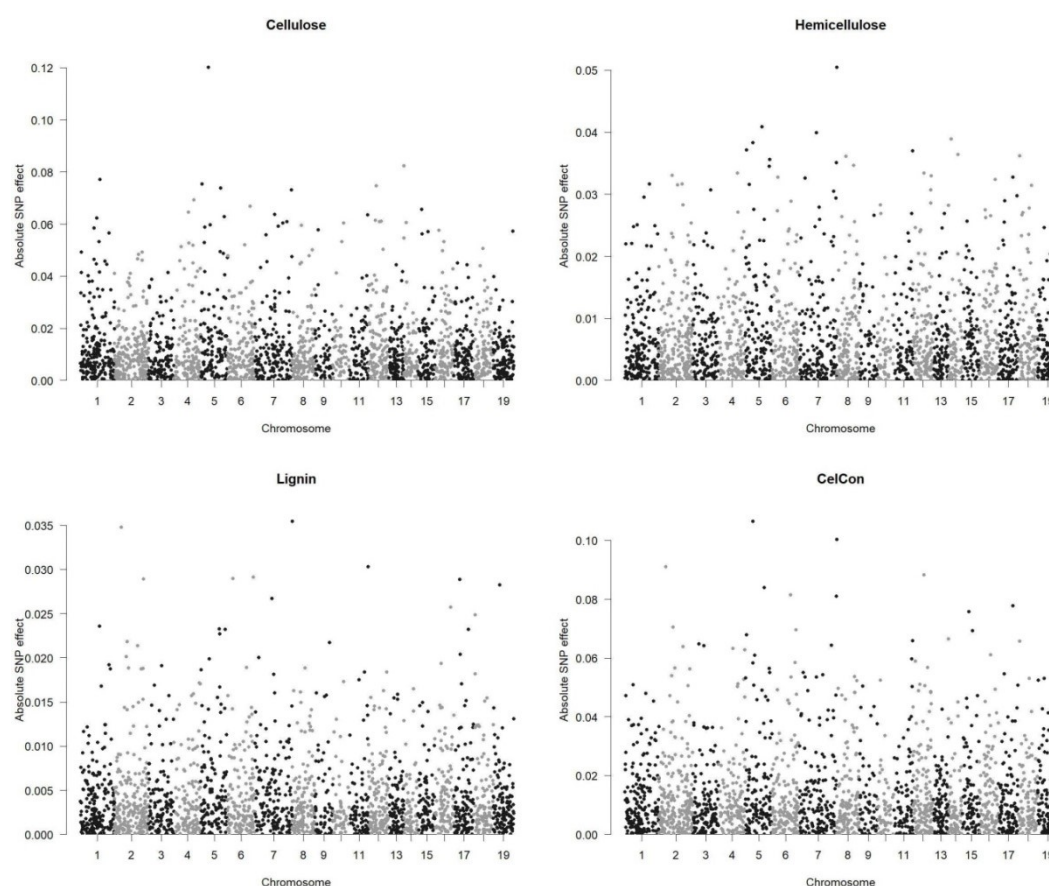 Cellulose
Absolute SNP effect
0.12
0.10
0.08
0.06
0.04
0.02
0.00
1 2 3 4 5 6 7 8 9 11 13 15 17 19
Chromosome
Hemicellulose
Absolute SNP effect
0.05
0.04
0.03
0.02
0.01
0.00
1 2 3 4 5 6 7 8 9 11 13 15 17 19
Chromosome
Lignin
Absolute SNP effect
0.035
0.030
0.025
0.020
0.015
0.010
0.005
0.000
1 2 3 4 5 6 7 8 9 11 13 15 17 19
Chromosome
CelCon
Absolute SNP effect
0.10
0.08
0.06
0.04
0.02
0.00
1 2 3 4 5 6 7 8 9 11 13 15 17 19
Chromosome